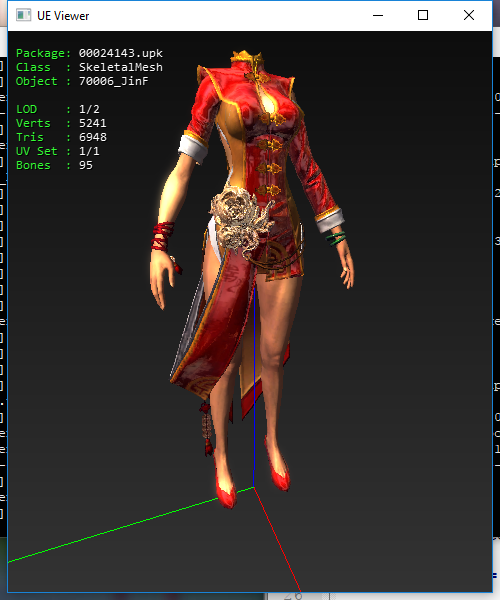 UE Viewer
Package: 00024143.upk
Class : SkeletalMesh
Object : 70006_JinF
LOD : 1/2
Verts : 5241
Tris : 6948
UV Set : 1/1
Bones : 95